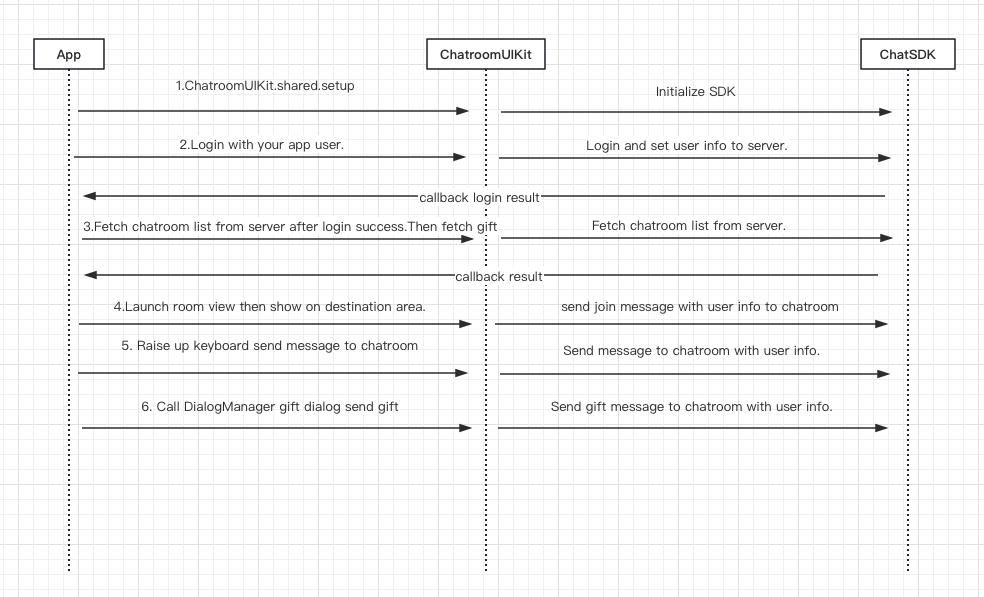 App
ChatroomUIKit
ChatSDK
1.ChatroomUIKit.shared.setup
Initialize SDK
2.Login with your app user.
Login and set user info to server.
callback login result
3.Fetch chatroom list from server after login success.Then fetch gift
Fetch chatroom list from server.
callback result
4.Launch room view then show on destination area.
send join message with user info to chatroom
5. Raise up keyboard send message to chatroom
Send message to chatroom with user info.
6. Call DialogManager gift dialog send gift
Send gift message to chatroom with user info.